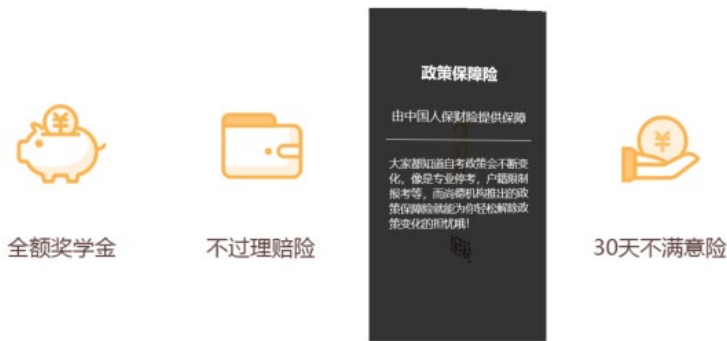 政策保障险
由中国人保财险提供保障
大家都知道自考政策会不断变
化，像是专业停考，户籍限制
报考等，而尚德机构推出的政
策保障险就能为你轻松解除政
策变化的担忧哦！
全额奖学金
不过理赔险
30天不满意险